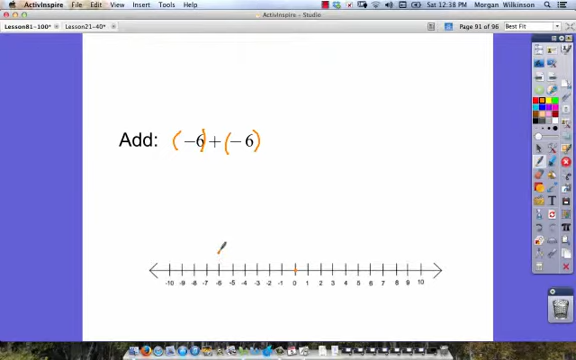 ActivInspire File Edit View Insert Tools Help Sat 12:38 PM Morgan Wilkinson
ActivInspire - Studio
Lesson81-100* Lesson21-40* Page 91 of 96 Best Fit
Add: (−6)+(−6)
-10 -9 -8 -7 -6 -5 -4 -3 -2 -1 0 1 2 3 4 5 6 7 8 9 10